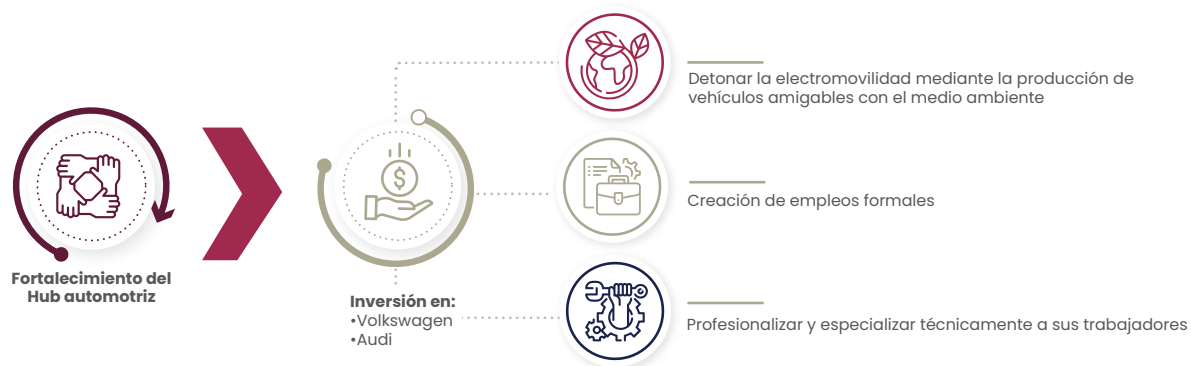 Fortalecimiento del
Hub automotriz
$
Inversión en:
•Volkswagen
•Audi
Detonar la electromovilidad mediante la producción de
vehículos amigables con el medio ambiente
Creación de empleos formales
Profesionalizar y especializar técnicamente a sus trabajadores